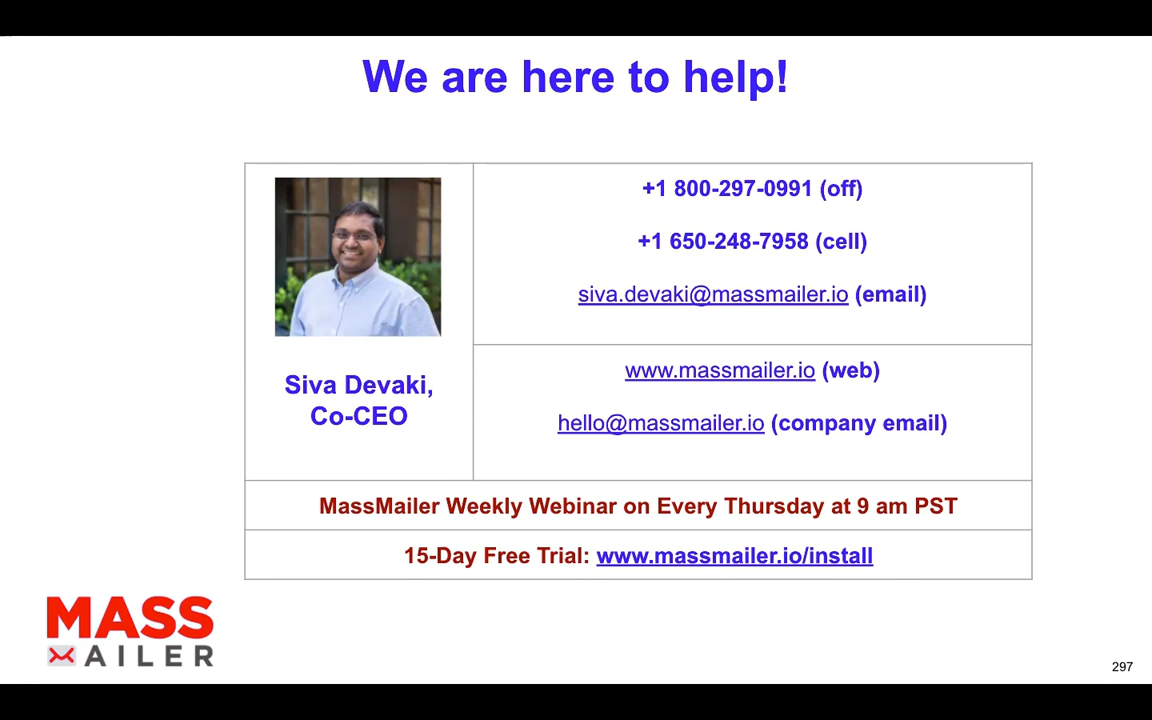 We are here to help!
+1 800-297-0991 (off)
+1 650-248-7958 (cell)
siva.devaki@massmailer.io (email)
Siva Devaki,
Co-CEO
www.massmailer.io (web)
hello@massmailer.io (company email)
MassMailer Weekly Webinar on Every Thursday at 9 am PST
15-Day Free Trial: www.massmailer.io/install
MASS
AILER
297